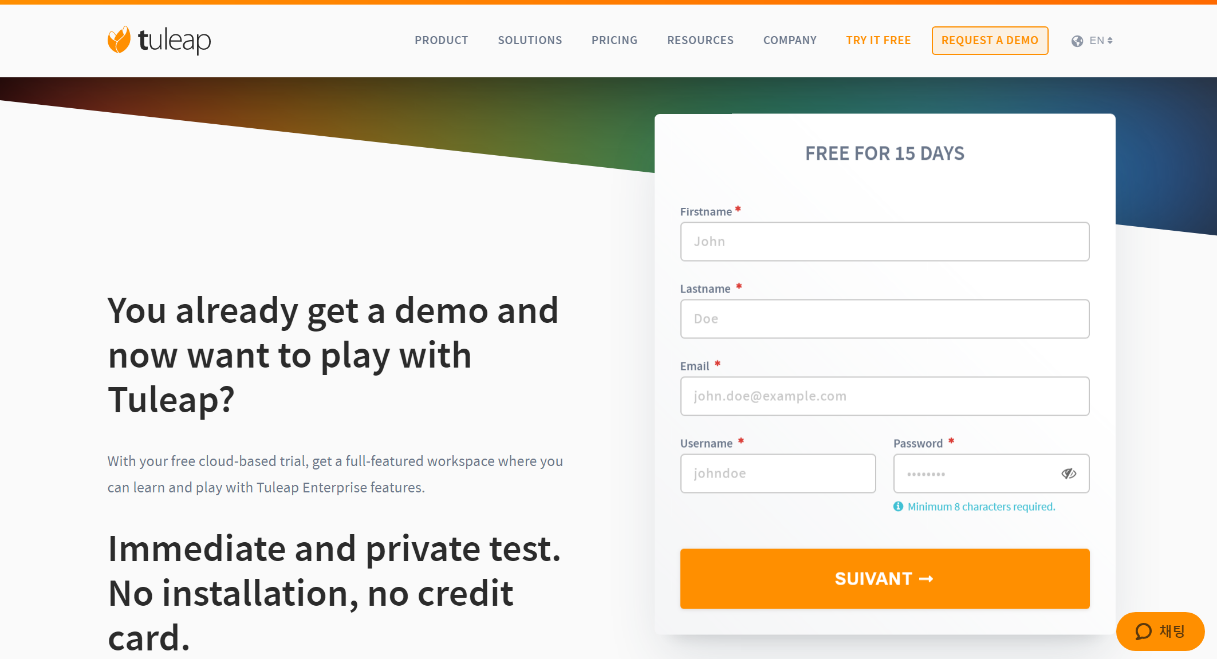 tuleap
PRODUCT
SOLUTIONS
PRICING
RESOURCES
COMPANY
TRY IT FREE
REQUEST A DEMO
EN
You already get a demo and
now want to play with
Tuleap?
With your free cloud-based trial, get a full-featured workspace where you
can learn and play with Tuleap Enterprise features.
Immediate and private test.
No installation, no credit
card.
FREE FOR 15 DAYS
Firstname *
John
Lastname *
Doe
Email *
john.doe@example.com
Username *
johndoe
Password *
••••••••
Minimum 8 characters required.
SUIVANT →
채팅